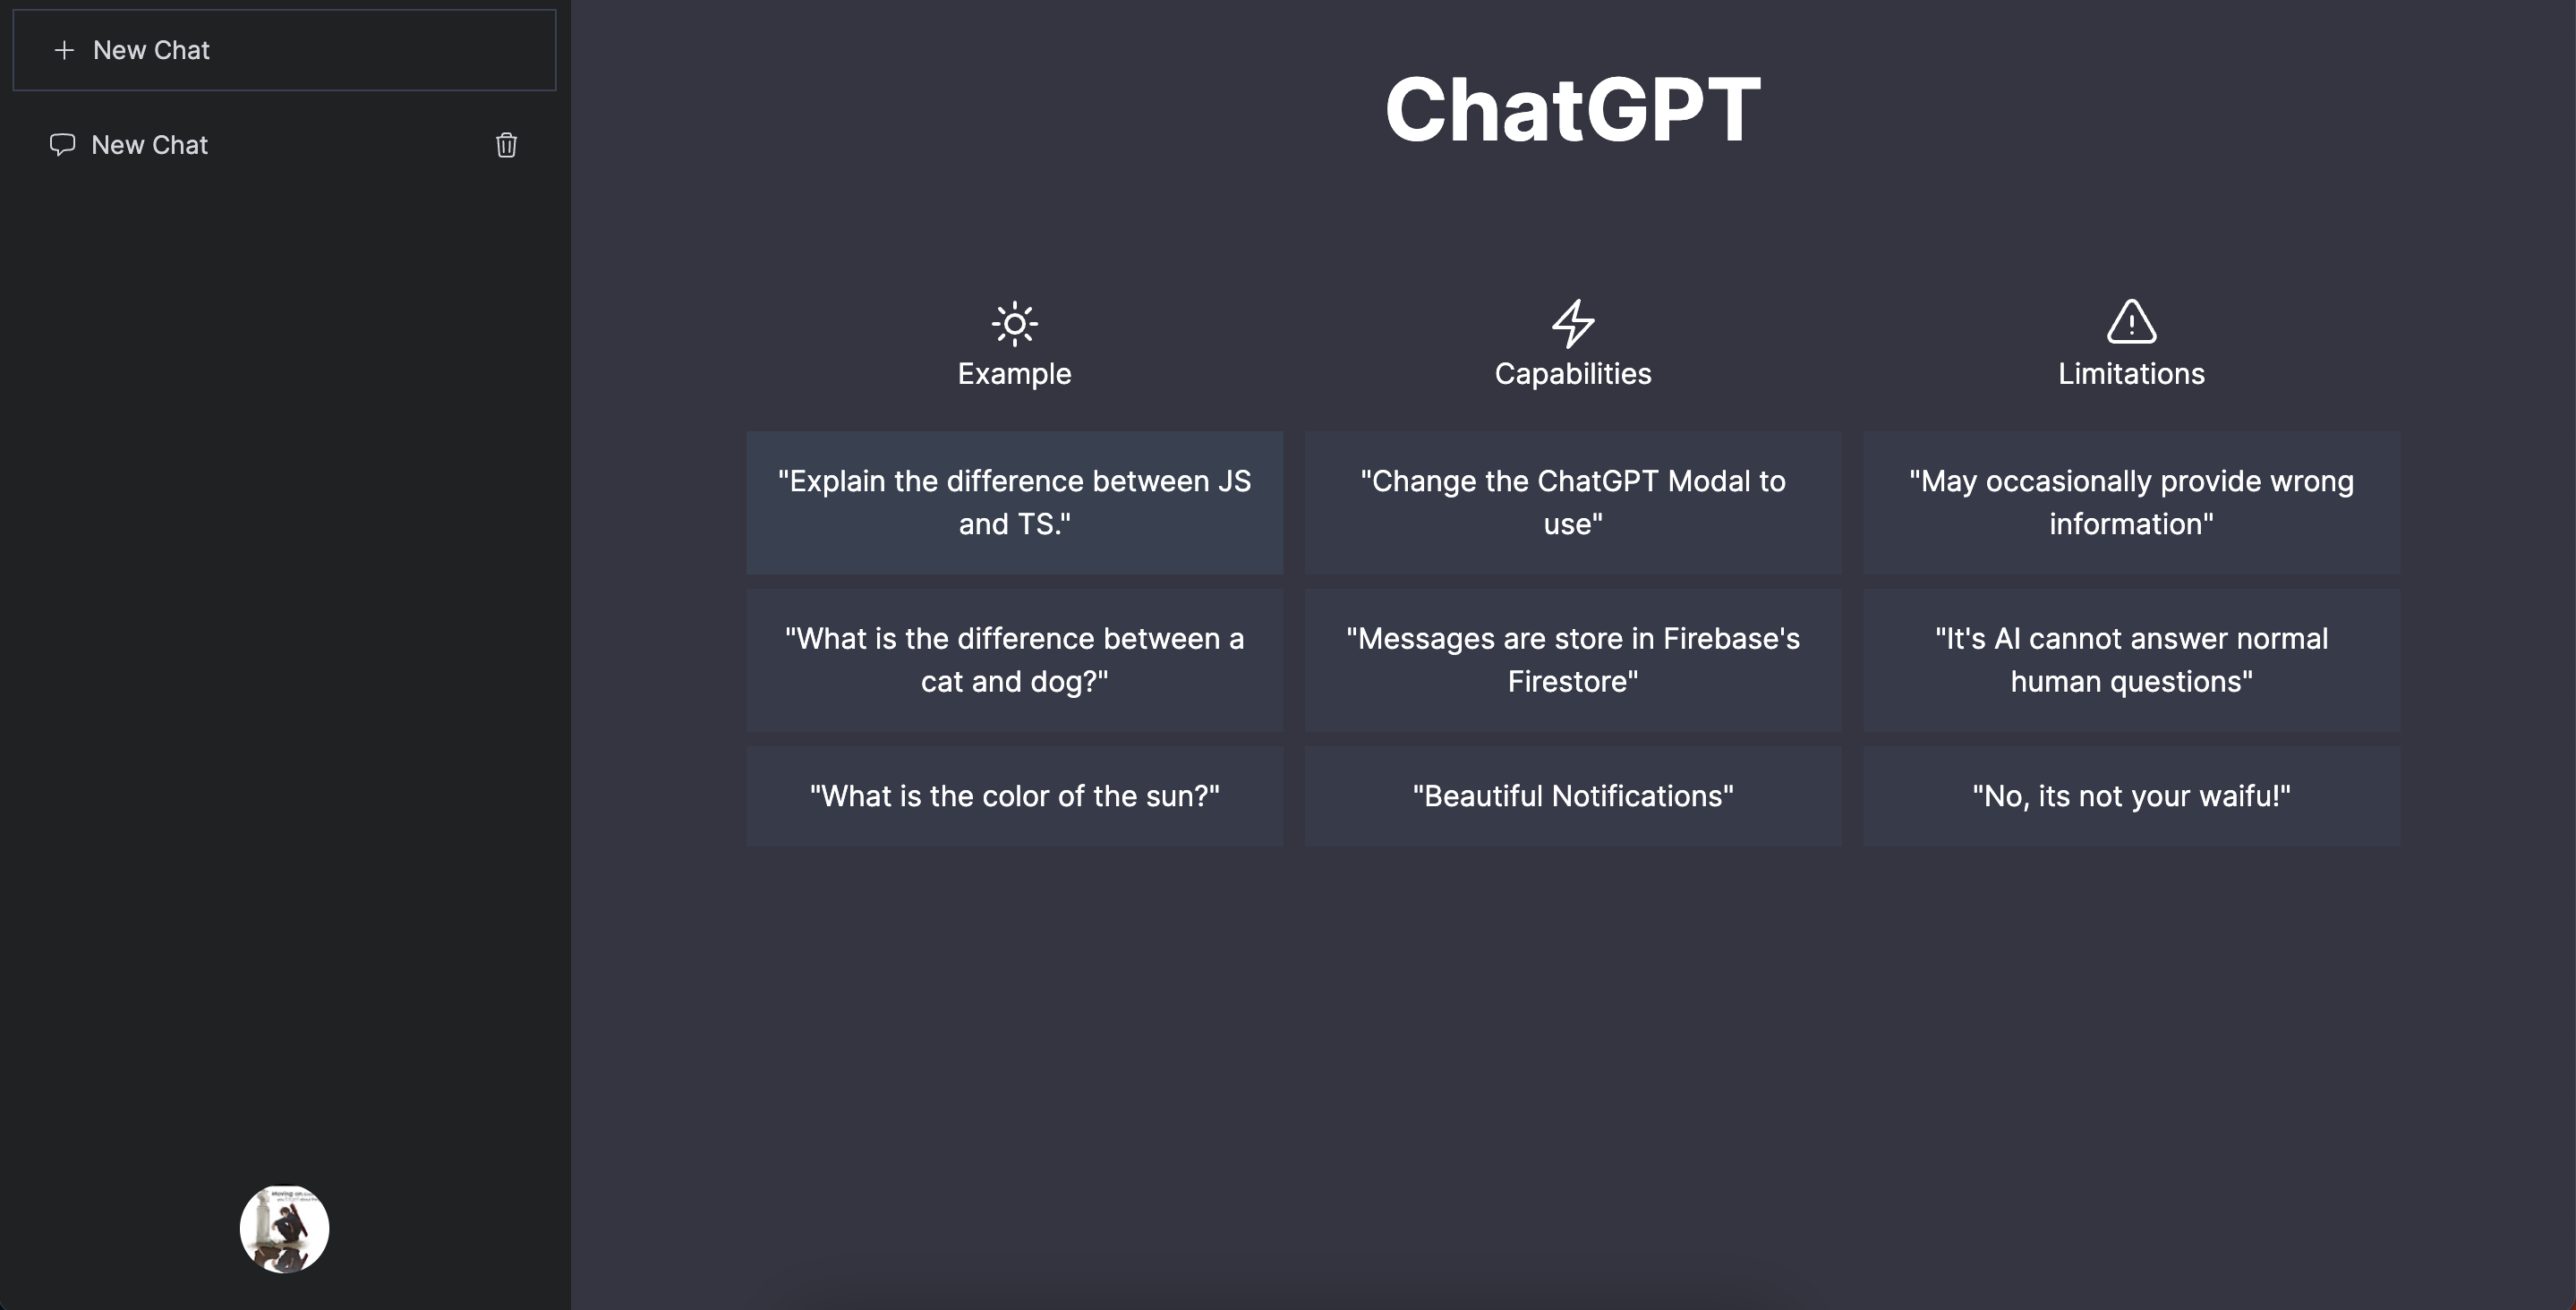 New Chat
New Chat
ChatGPT
Example
"Explain the difference between JS
and TS."
"What is the difference between a
cat and dog?"
"What is the color of the sun?"
Capabilities
"Change the ChatGPT Modal to
use"
"Messages are store in Firebase's
Firestore"
"Beautiful Notifications"
Limitations
"May occasionally provide wrong
information"
"It's AI cannot answer normal
human questions"
"No, its not your waifu!"
Moving on